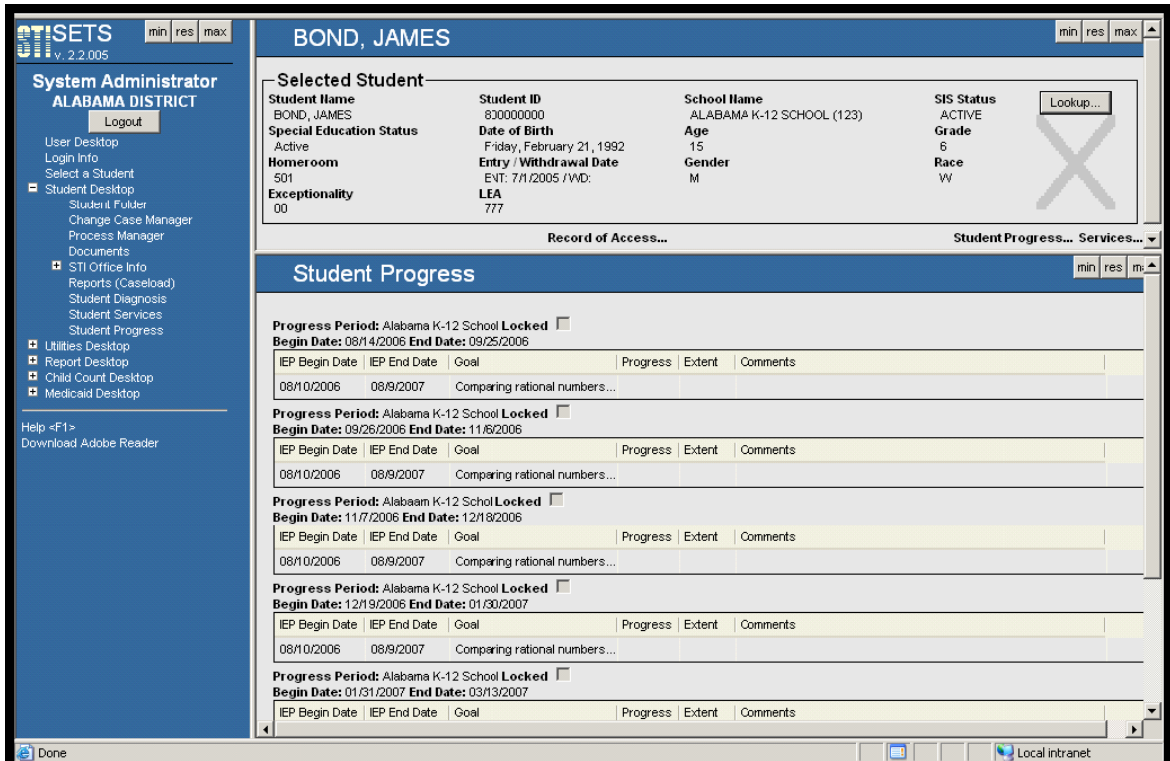 STISETS
v. 2.2.005
min res max
System Administrator
ALABAMA DISTRICT
Logout
User Desktop
Login Info
Select a Student
Student Desktop
Student Folder
Change Case Manager
Process Manager
Documents
STI Office Info
Reports (Caseload)
Student Diagnosis
Student Services
Student Progress
Utilities Desktop
Report Desktop
Child Count Desktop
Medicaid Desktop
Help <F1>
Download Adobe Reader
BOND, JAMES
min res max
Selected Student
Student Name Student ID School Name SIS Status
BOND, JAMES 800000000 ALABAMA K-12 SCHOOL (123) ACTIVE
Lookup...
Special Education Status Date of Birth Age Grade
Active Friday, February 21, 1992 15 6
Homeroom Entry / Withdrawal Date Gender Race
501 ENT: 7/1/2005 / WD: M W
Exceptionality LEA
00 777
Record of Access... Student Progress... Services...
Student Progress
min res
Progress Period: Alabama K-12 School Locked
Begin Date: 08/14/2006 End Date: 09/25/2006
IEP Begin Date IEP End Date Goal Progress Extent Comments
08/10/2006 08/9/2007 Comparing rational numbers...
Progress Period: Alabama K-12 School Locked
Begin Date: 09/26/2006 End Date: 11/6/2006
IEP Begin Date IEP End Date Goal Progress Extent Comments
08/10/2006 08/9/2007 Comparing rational numbers...
Progress Period: Alabaam K-12 Schol Locked
Begin Date: 11/7/2006 End Date: 12/18/2006
IEP Begin Date IEP End Date Goal Progress Extent Comments
08/10/2006 08/9/2007 Comparing rational numbers...
Progress Period: Alabama K-12 School Locked
Begin Date: 12/19/2006 End Date: 01/30/2007
IEP Begin Date IEP End Date Goal Progress Extent Comments
08/10/2006 08/9/2007 Comparing rational numbers...
Progress Period: Alabama K-12 School Locked
Begin Date: 01/31/2007 End Date: 03/13/2007
IEP Begin Date IEP End Date Goal Progress Extent Comments
Done Local intranet